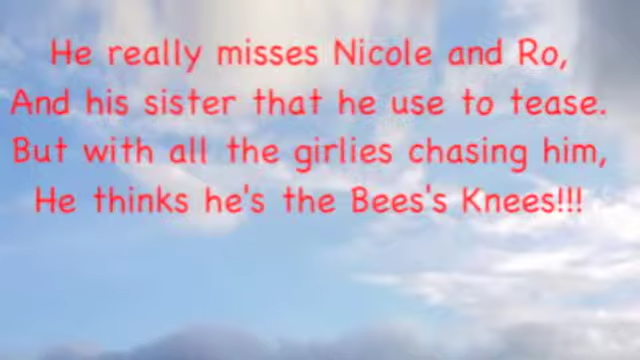 He really misses Nicole and Ro,
And his sister that he use to tease.
But with all the girlies chasing him,
He thinks he's the Bees's Knees!!!